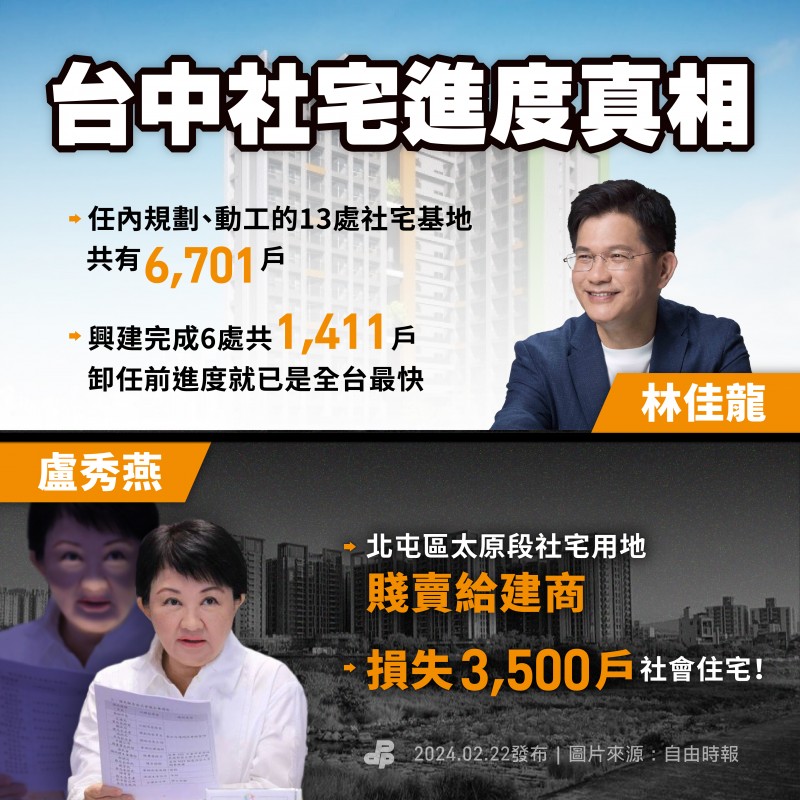 台中社宅進度真相
任內規劃、動工的13處社宅基地
共有6,701戶
興建完成6處共1,411戶
卸任前進度就已是全台最快
林佳龍
盧秀燕
北屯區太原段社宅用地
賤賣給建商
損失3,500戶社會住宅!
2024.02.22發布 | 圖片來源：自由時報